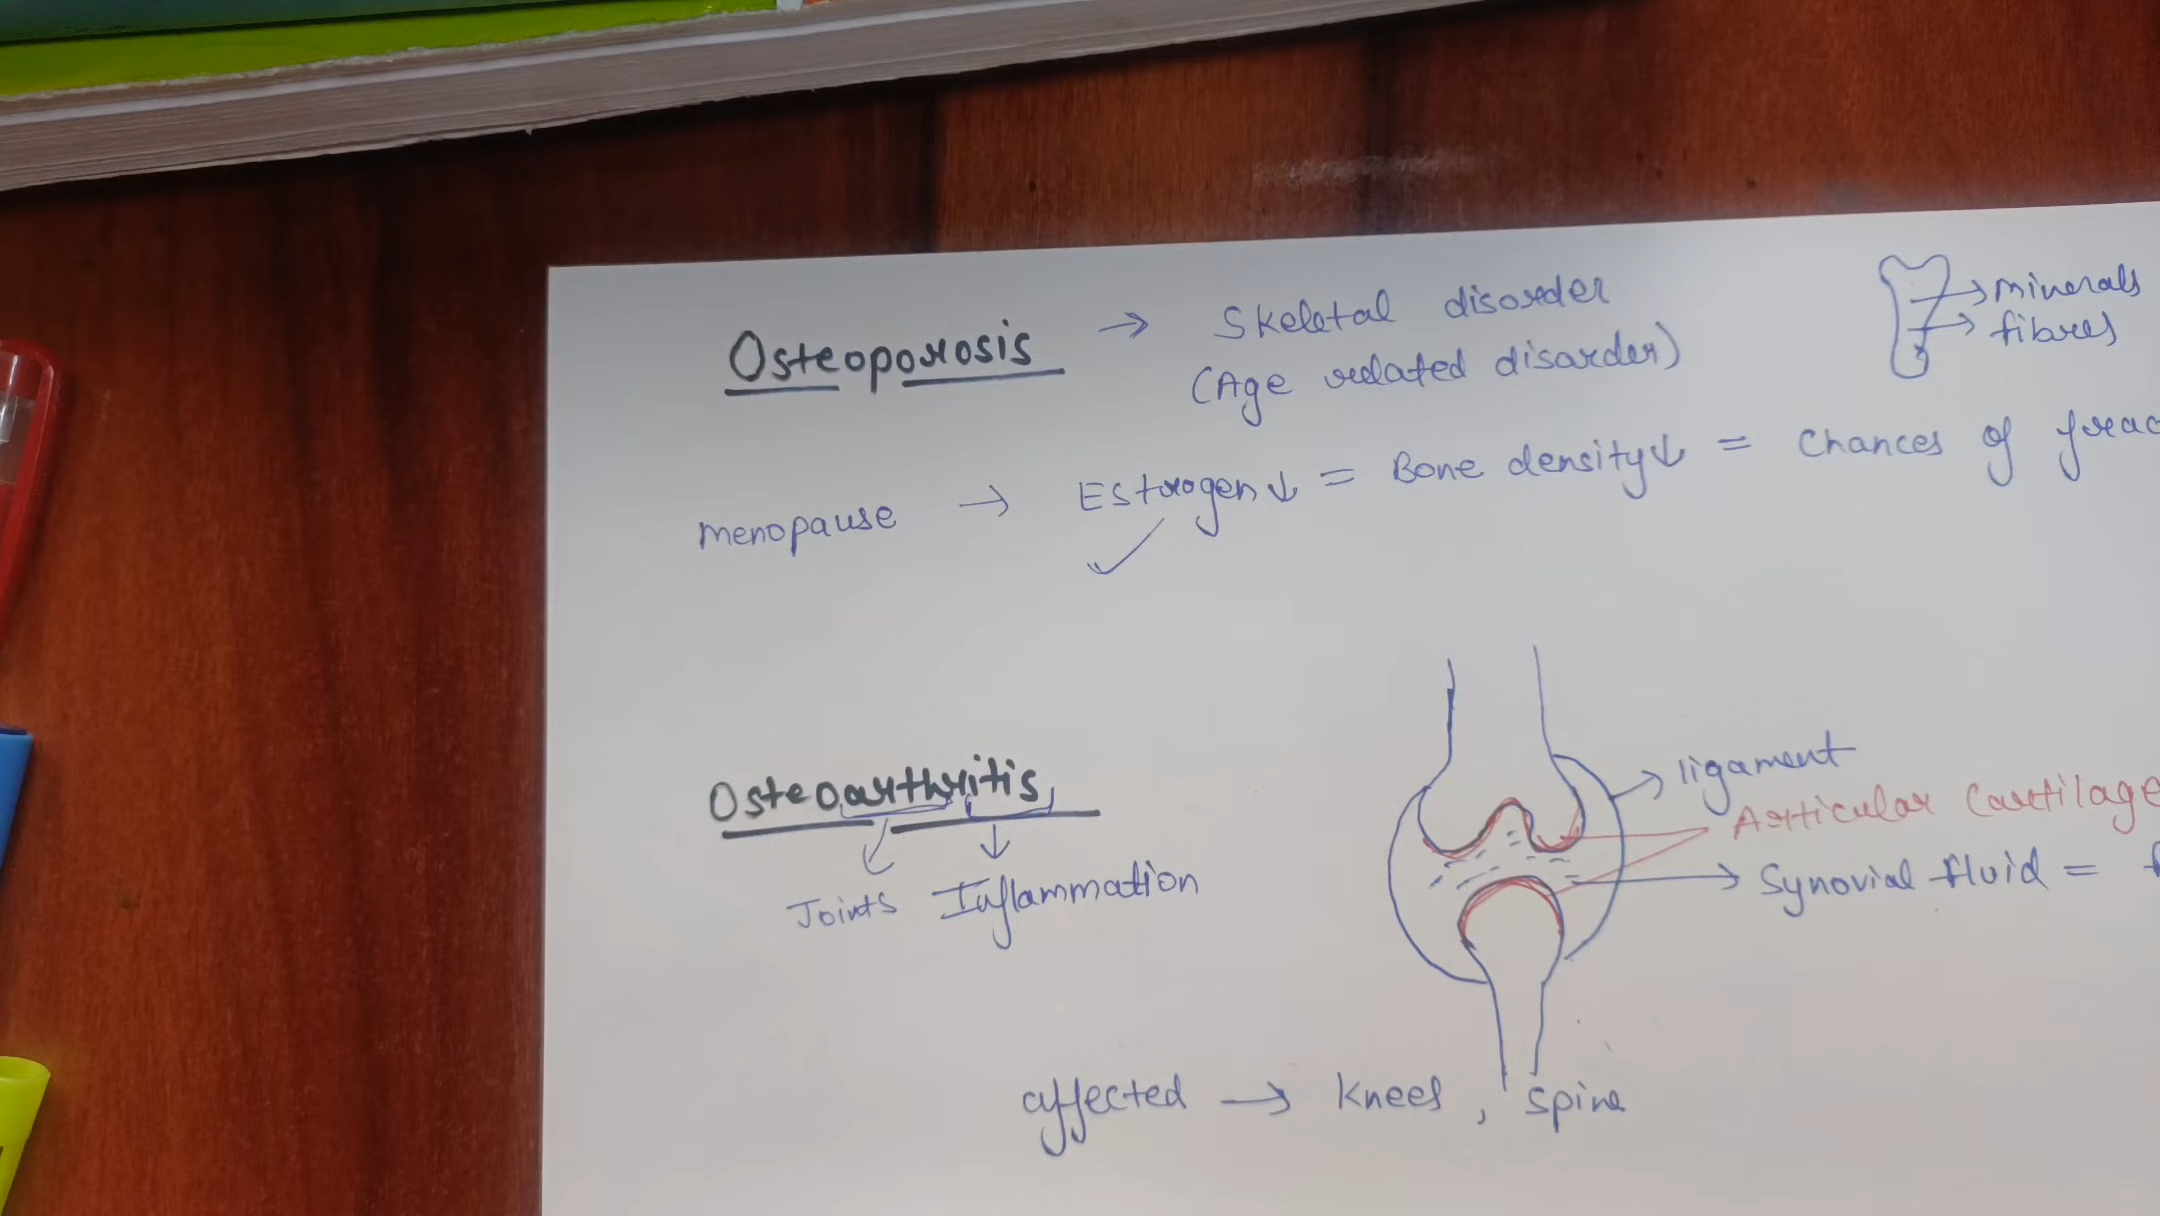 Osteoporosis → Skeletal disorder
(Age related disarder)
minerals
fibres
menopause → Estrogen↓ = Bone density↓ = Chances of
Osteoarthritis
Joints Inflammation
ligament
Articular Cartilage
Synovial fluid =
affected → knees, spine